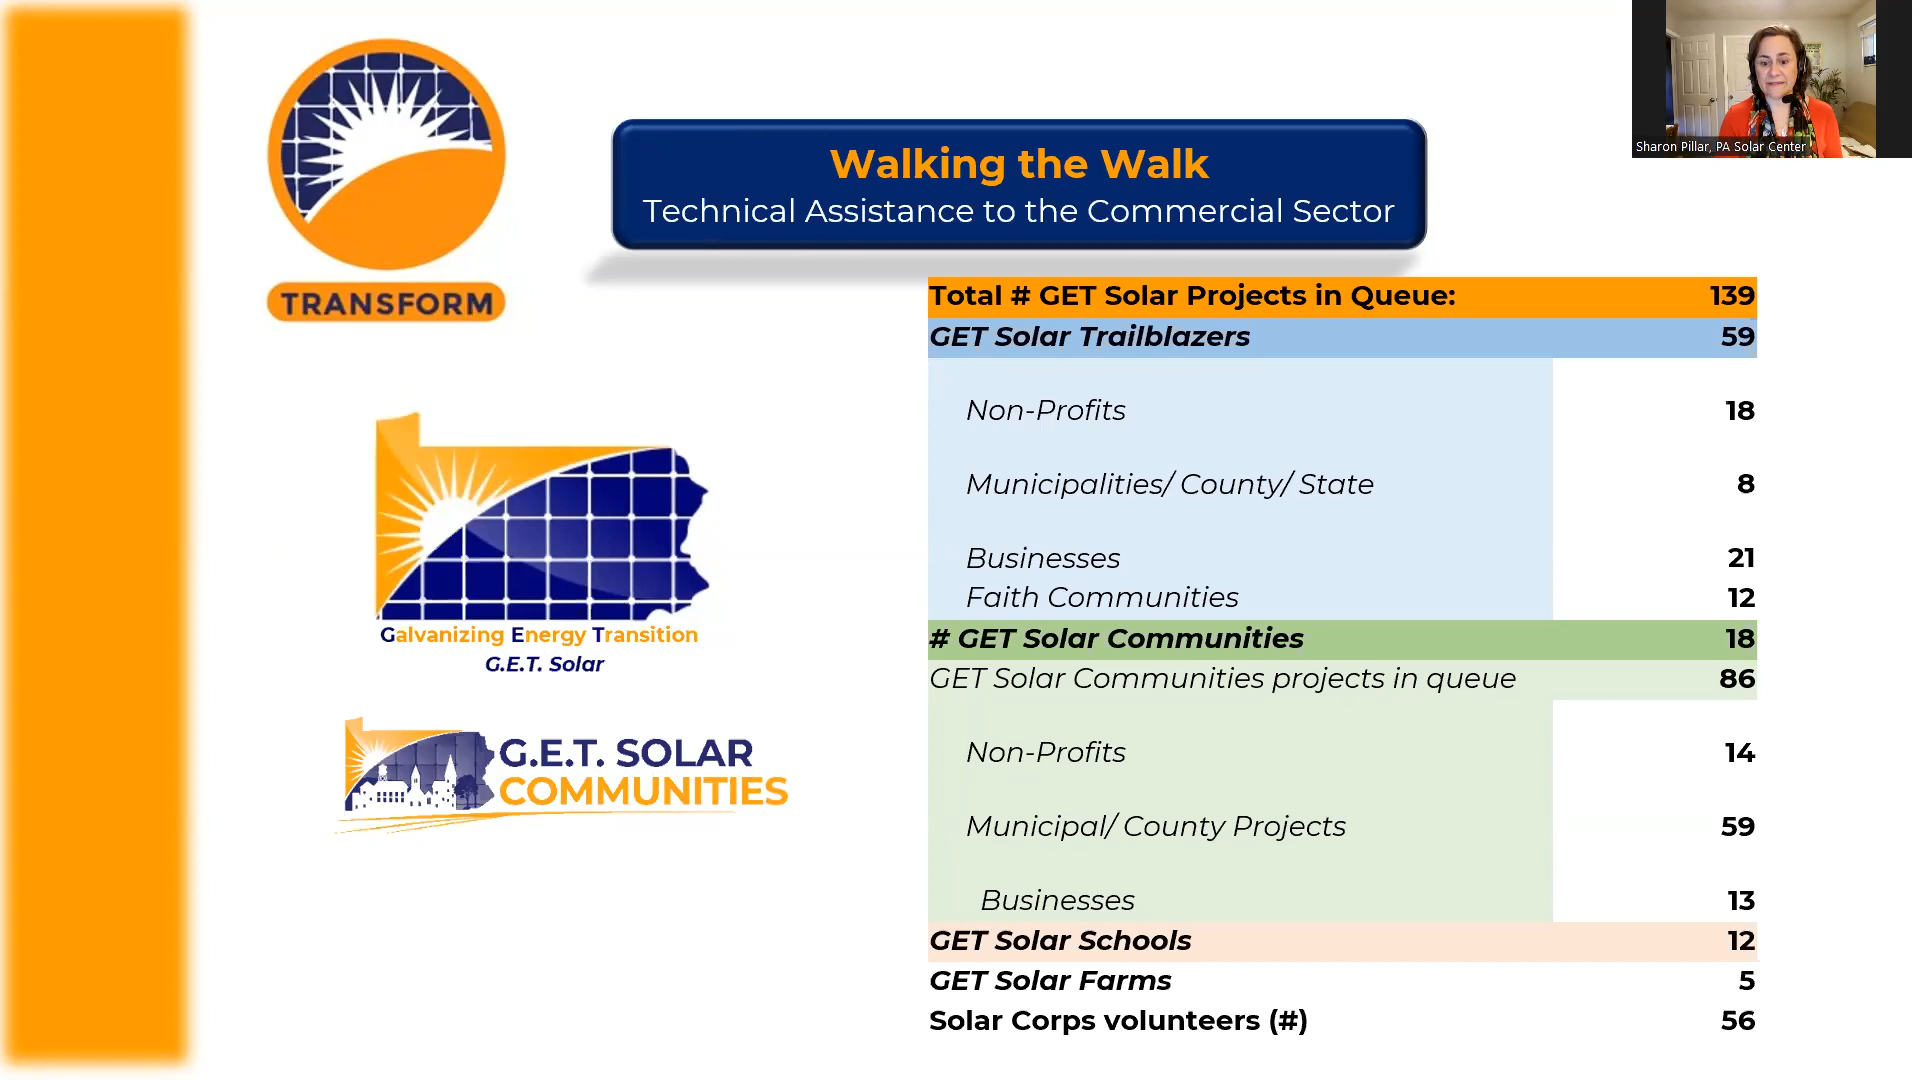 Sharon Pillar, PA Solar Center
TRANSFORM
Walking the Walk
Technical Assistance to the Commercial Sector
Galvanizing Energy Transition
G.E.T. Solar
G.E.T. SOLAR
COMMUNITIES
Total # GET Solar Projects in Queue: 139
GET Solar Trailblazers 59
Non-Profits 18
Municipalities/ County/ State 8
Businesses 21
Faith Communities 12
# GET Solar Communities 18
GET Solar Communities projects in queue 86
Non-Profits 14
Municipal/ County Projects 59
Businesses 13
GET Solar Schools 12
GET Solar Farms 5
Solar Corps volunteers (#) 56